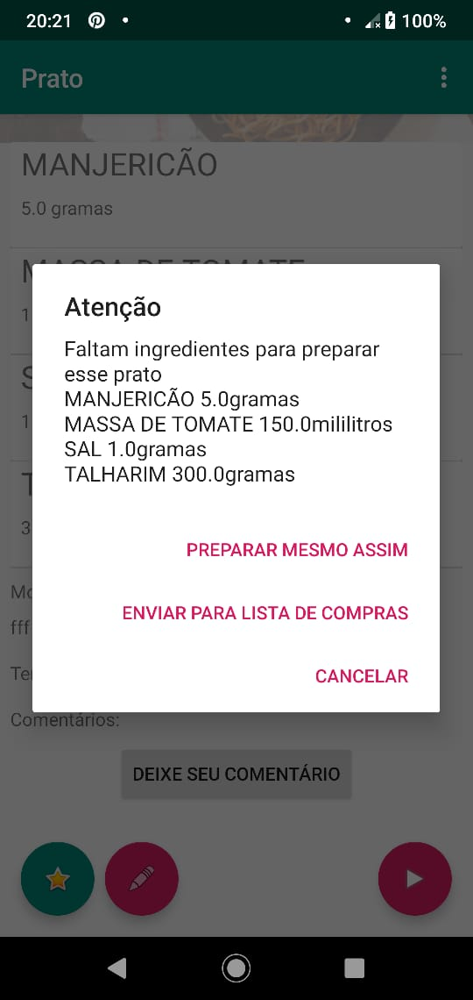 20:21
100%
Prato
MANJERICÃO
5.0 gramas
Atenção
Faltam ingredientes para preparar
esse prato
MANJERICÃO 5.0gramas
MASSA DE TOMATE 150.0mililitros
SAL 1.0gramas
TALHARIM 300.0gramas
PREPARAR MESMO ASSIM
ENVIAR PARA LISTA DE COMPRAS
CANCELAR
fff
Comentários:
DEIXE SEU COMENTÁRIO